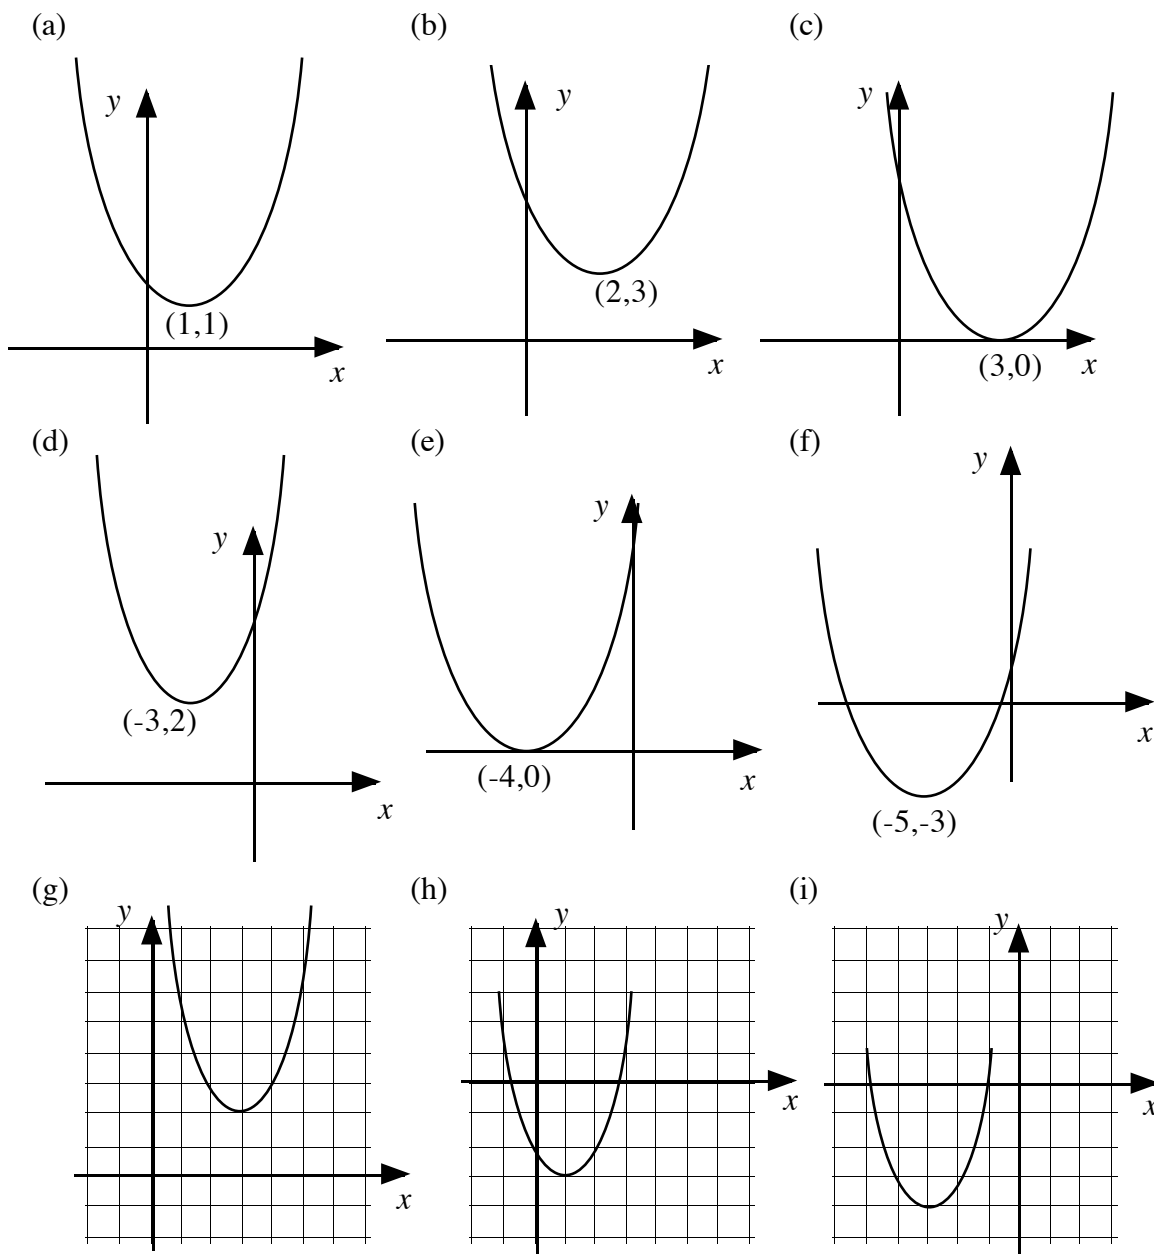 (a)
y
(1,1)
x
(b)
y
(2,3)
x
(c)
y
(3,0)
x
(d)
y
(-3,2)
x
(e)
y
(-4,0)
x
(f)
y
x
(-5,-3)
(g)
y
x
(h)
y
x
(i)
y
x